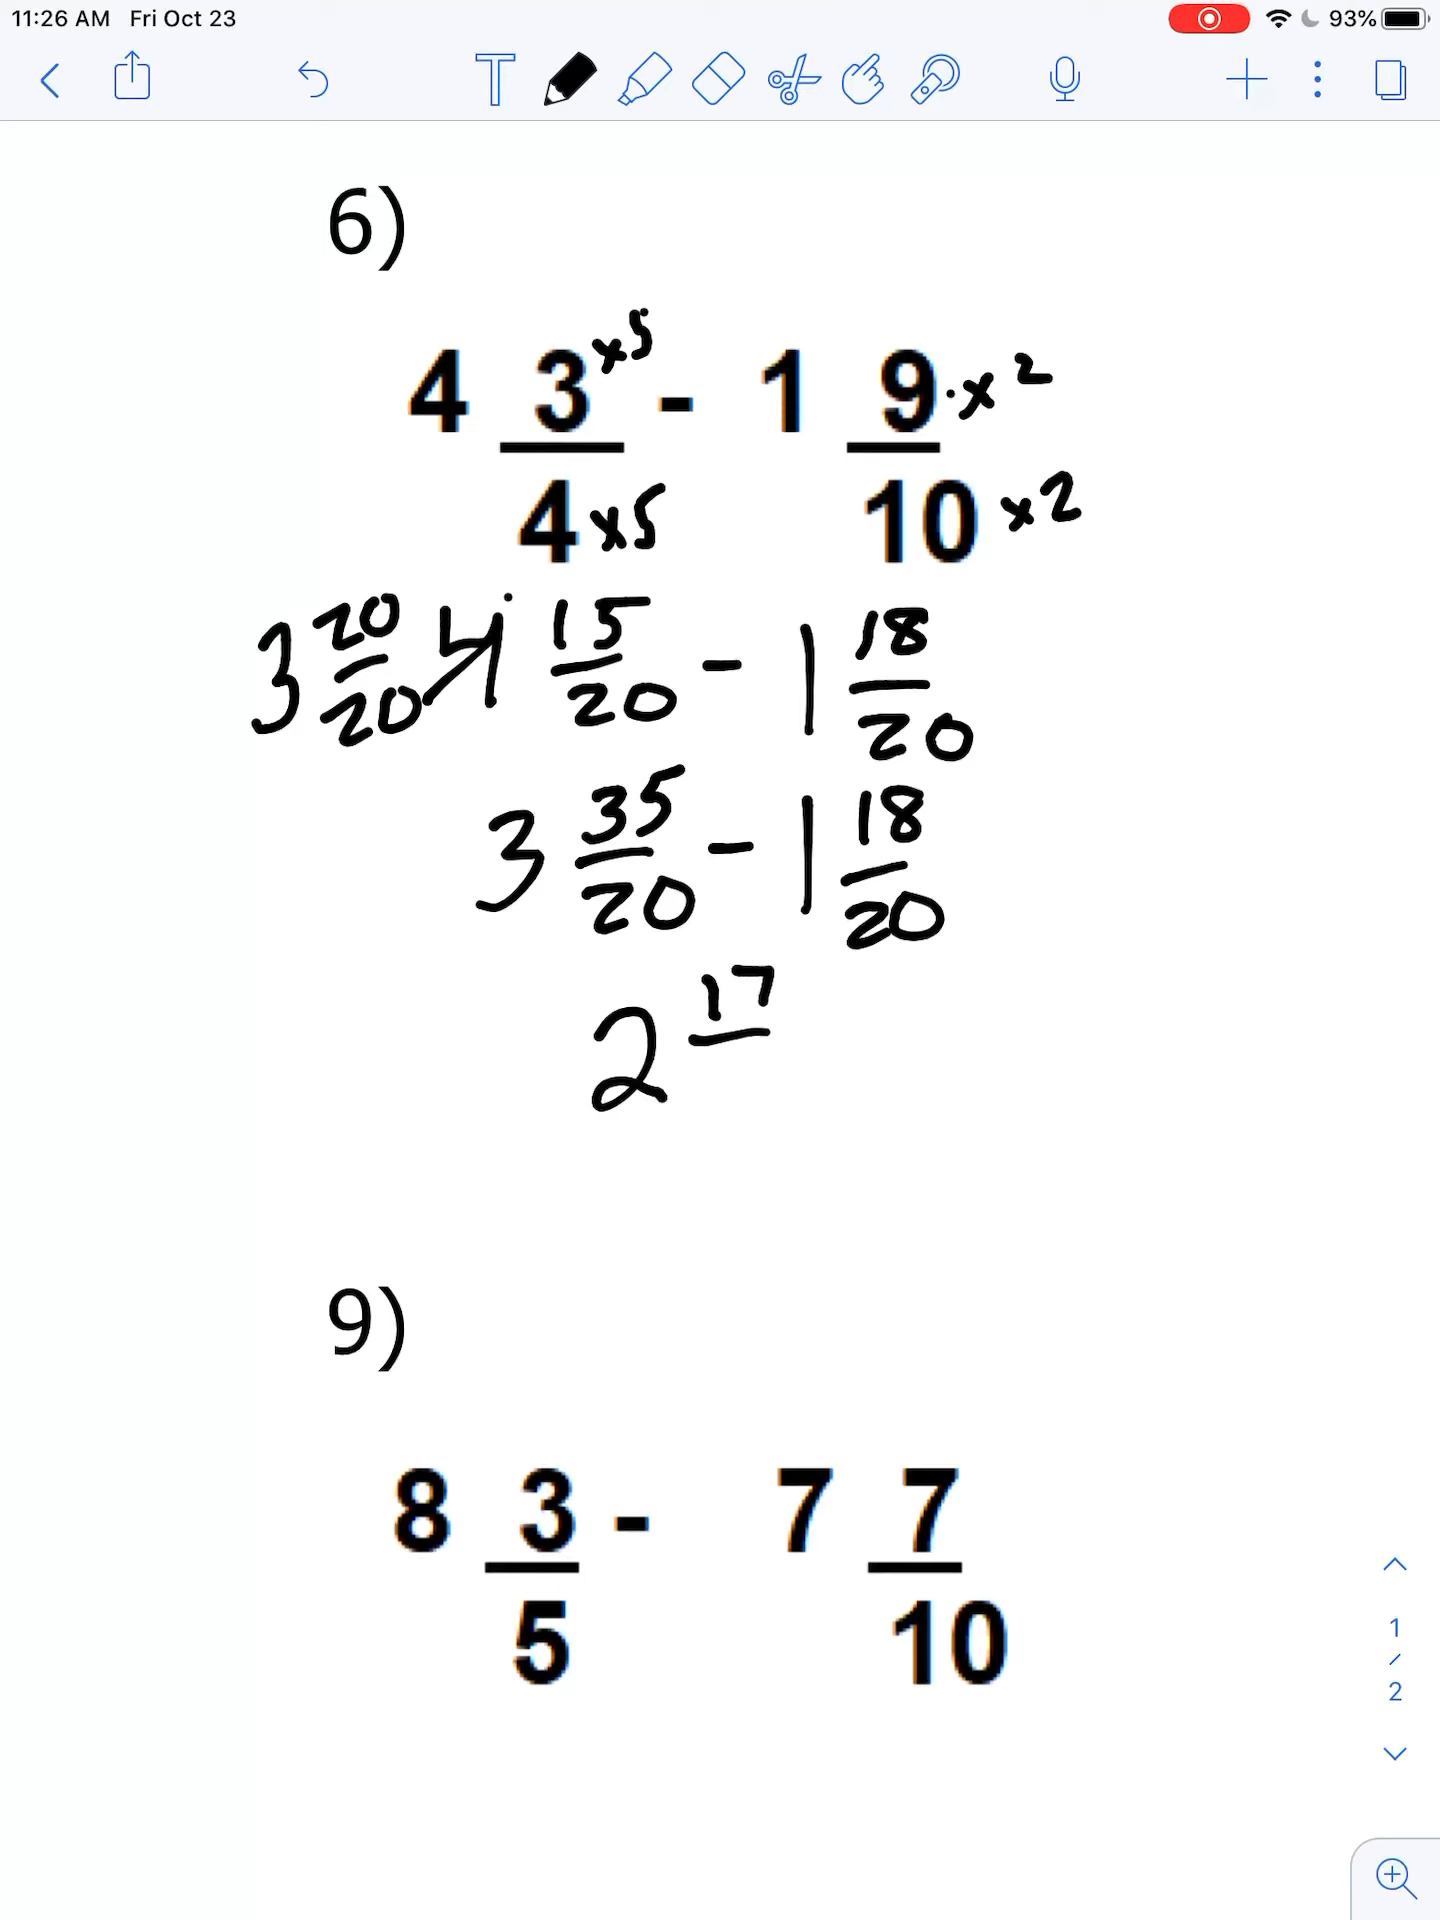 11:26 AM Fri Oct 23 93%
T
6)
4 3/4 ×5/×5 - 1 9/10 ·×2/×2
3 20/20 4 15/20 - 1 18/20
3 35/20 - 1 18/20
2 17/
9)
8 3/5 - 7 7/10
1
/
2